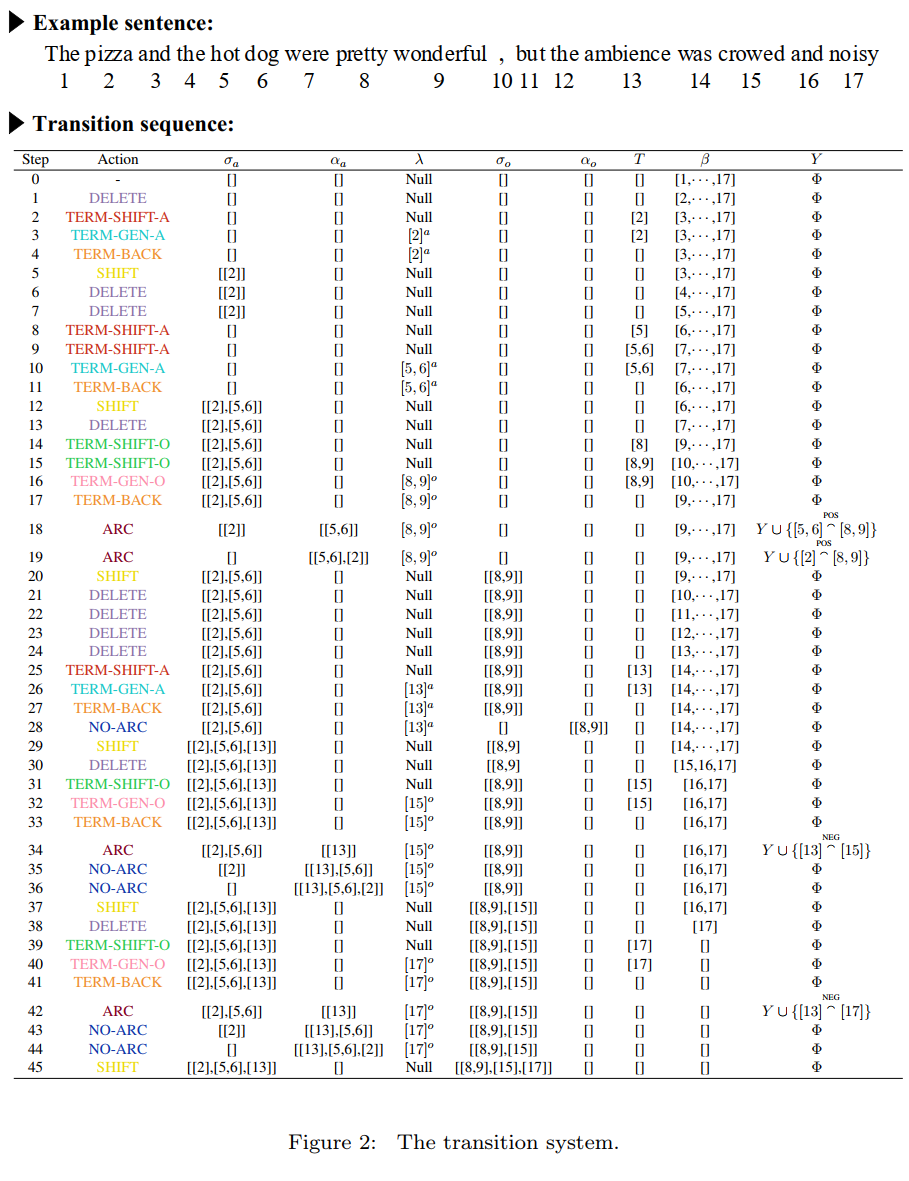 ▶ Example sentence:
The pizza and the hot dog were pretty wonderful , but the ambience was crowed and noisy
1 2 3 4 5 6 7 8 9 10 11 12 13 14 15 16 17
▶ Transition sequence:
Step Action σₐ αₐ λ σₒ αₒ T β Y
0 - [] [] Null [] [] [] [1,⋯,17] Φ
1 DELETE [] [] Null [] [] [] [2,⋯,17] Φ
2 TERM-SHIFT-A [] [] Null [] [] [2] [3,⋯,17] Φ
3 TERM-GEN-A [] [] [2]ᵃ [] [] [2] [3,⋯,17] Φ
4 TERM-BACK [] [] [2]ᵃ [] [] [] [3,⋯,17] Φ
5 SHIFT [[2]] [] Null [] [] [] [3,⋯,17] Φ
6 DELETE [[2]] [] Null [] [] [] [4,⋯,17] Φ
7 DELETE [[2]] [] Null [] [] [] [5,⋯,17] Φ
8 TERM-SHIFT-A [] [] Null [] [] [5] [6,⋯,17] Φ
9 TERM-SHIFT-A [] [] Null [] [] [5,6] [7,⋯,17] Φ
10 TERM-GEN-A [] [] [5, 6]ᵃ [] [] [5,6] [7,⋯,17] Φ
11 TERM-BACK [] [] [5, 6]ᵃ [] [] [] [6,⋯,17] Φ
12 SHIFT [[2],[5,6]] [] Null [] [] [] [6,⋯,17] Φ
13 DELETE [[2],[5,6]] [] Null [] [] [] [7,⋯,17] Φ
14 TERM-SHIFT-O [[2],[5,6]] [] Null [] [] [8] [9,⋯,17] Φ
15 TERM-SHIFT-O [[2],[5,6]] [] Null [] [] [8,9] [10,⋯,17] Φ
16 TERM-GEN-O [[2],[5,6]] [] [8, 9]ᵒ [] [] [8,9] [10,⋯,17] Φ
17 TERM-BACK [[2],[5,6]] [] [8, 9]ᵒ [] [] [] [9,⋯,17] Φ
POS
18 ARC [[2]] [[5,6]] [8, 9]ᵒ [] [] [] [9,⋯,17] Y ∪ {[5, 6] ⌢ [8, 9]}
POS
19 ARC [] [[5,6],[2]] [8, 9]ᵒ [] [] [] [9,⋯,17] Y ∪ {[2] ⌢ [8, 9]}
20 SHIFT [[2],[5,6]] [] Null [[8,9]] [] [] [9,⋯,17] Φ
21 DELETE [[2],[5,6]] [] Null [[8,9]] [] [] [10,⋯,17] Φ
22 DELETE [[2],[5,6]] [] Null [[8,9]] [] [] [11,⋯,17] Φ
23 DELETE [[2],[5,6]] [] Null [[8,9]] [] [] [12,⋯,17] Φ
24 DELETE [[2],[5,6]] [] Null [[8,9]] [] [] [13,⋯,17] Φ
25 TERM-SHIFT-A [[2],[5,6]] [] Null [[8,9]] [] [13] [14,⋯,17] Φ
26 TERM-GEN-A [[2],[5,6]] [] [13]ᵃ [[8,9]] [] [13] [14,⋯,17] Φ
27 TERM-BACK [[2],[5,6]] [] [13]ᵃ [[8,9]] [] [] [14,⋯,17] Φ
28 NO-ARC [[2],[5,6]] [] [13]ᵃ [] [[8,9]] [] [14,⋯,17] Φ
29 SHIFT [[2],[5,6],[13]] [] Null [[8,9] [] [] [14,⋯,17] Φ
30 DELETE [[2],[5,6],[13]] [] Null [[8,9] [] [] [15,16,17] Φ
31 TERM-SHIFT-O [[2],[5,6],[13]] [] Null [[8,9]] [] [15] [16,17] Φ
32 TERM-GEN-O [[2],[5,6],[13]] [] [15]ᵒ [[8,9]] [] [15] [16,17] Φ
33 TERM-BACK [[2],[5,6],[13]] [] [15]ᵒ [[8,9]] [] [] [16,17] Φ
NEG
34 ARC [[2],[5,6]] [[13]] [15]ᵒ [[8,9]] [] [] [16,17] Y ∪ {[13] ⌢ [15]}
35 NO-ARC [[2]] [[13],[5,6]] [15]ᵒ [[8,9]] [] [] [16,17] Φ
36 NO-ARC [] [[13],[5,6],[2]] [15]ᵒ [[8,9]] [] [] [16,17] Φ
37 SHIFT [[2],[5,6],[13]] [] Null [[8,9],[15]] [] [] [16,17] Φ
38 DELETE [[2],[5,6],[13]] [] Null [[8,9],[15]] [] [] [17] Φ
39 TERM-SHIFT-O [[2],[5,6],[13]] [] Null [[8,9],[15]] [] [17] [] Φ
40 TERM-GEN-O [[2],[5,6],[13]] [] [17]ᵒ [[8,9],[15]] [] [17] [] Φ
41 TERM-BACK [[2],[5,6],[13]] [] [17]ᵒ [[8,9],[15]] [] [] [] Φ
NEG
42 ARC [[2],[5,6]] [[13]] [17]ᵒ [[8,9],[15]] [] [] [] Y ∪ {[13] ⌢ [17]}
43 NO-ARC [[2]] [[13],[5,6]] [17]ᵒ [[8,9],[15]] [] [] [] Φ
44 NO-ARC [] [[13],[5,6],[2]] [17]ᵒ [[8,9],[15]] [] [] [] Φ
45 SHIFT [[2],[5,6],[13]] [] Null [[8,9],[15],[17]] [] [] [] Φ
Figure 2: The transition system.